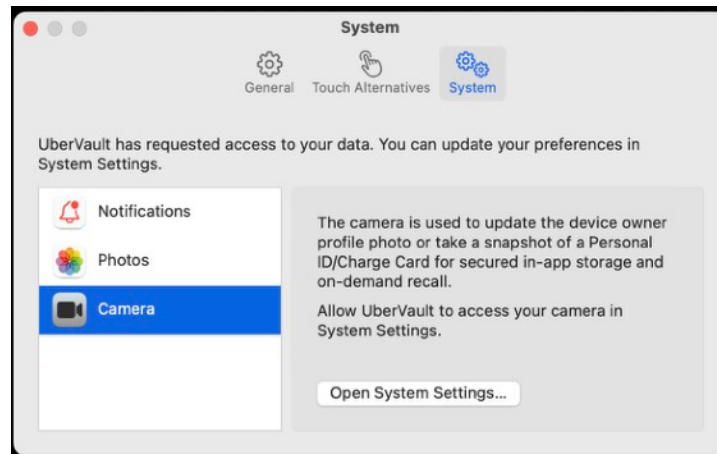 System
General
Touch Alternatives
System
UberVault has requested access to your data. You can update your preferences in
System Settings.
Notifications
Photos
Camera
The camera is used to update the device owner
profile photo or take a snapshot of a Personal
ID/Charge Card for secured in-app storage and
on-demand recall.
Allow UberVault to access your camera in
System Settings.
Open System Settings...